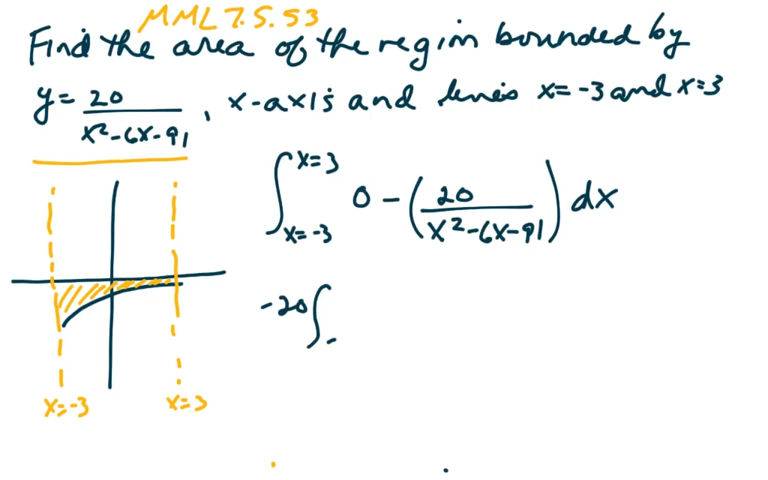 MML 7.5.53
Find the area of the region bounded by
y = 20/(x²-6x-91), x-axis and lines x=-3 and x=3
∫_{x=-3}^{x=3} 0 - (20/(x²-6x-91)) dx
-20∫
x=-3
x=3